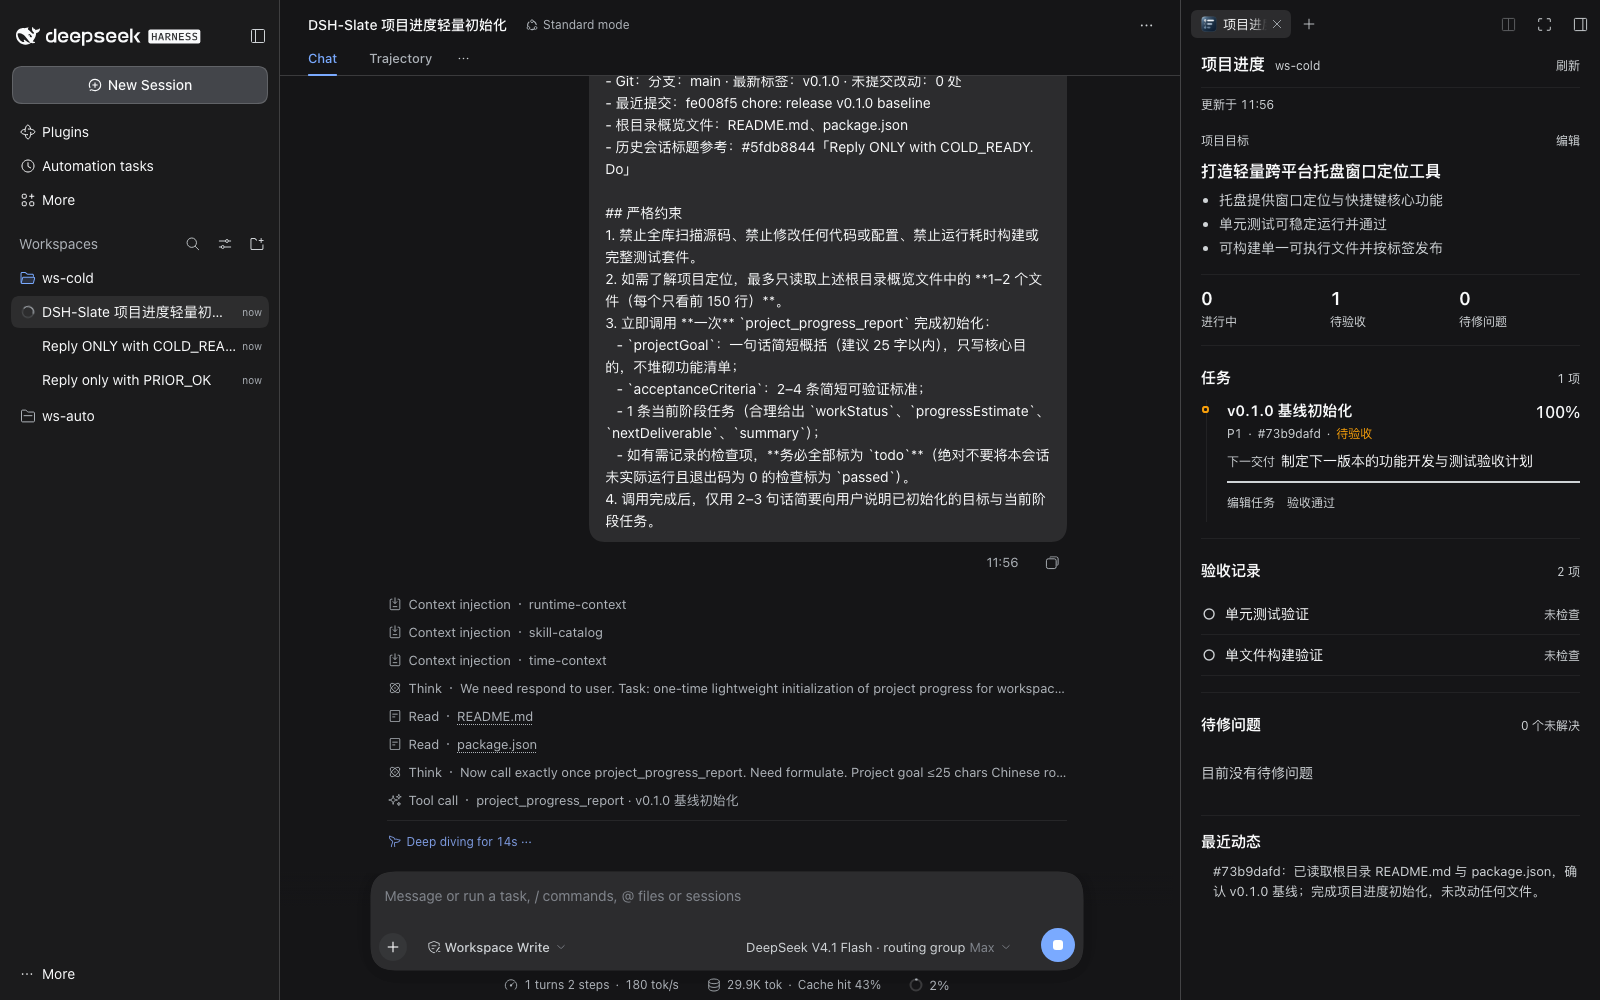 deepseek HARNESS
New Session
Plugins
Automation tasks
More
Workspaces
ws-cold
DSH-Slate 项目进度轻量初... now
Reply ONLY with COLD_REA... now
Reply only with PRIOR_OK now
ws-auto
··· More
DSH-Slate 项目进度轻量初始化 Standard mode ···
Chat Trajectory ···
- Git：分支：main · 最新标签：v0.1.0 · 未提交改动：0 处
- 最近提交：fe008f5 chore: release v0.1.0 baseline
- 根目录概览文件：README.md、package.json
- 历史会话标题参考：#5fdb8844「Reply ONLY with COLD_READY.
Do」
## 严格约束
1. 禁止全库扫描源码、禁止修改任何代码或配置、禁止运行耗时构建或
完整测试套件。
2. 如需了解项目定位，最多只读取上述根目录概览文件中的 **1–2 个文
件（每个只看前 150 行）**。
3. 立即调用 **一次** `project_progress_report` 完成初始化：
- `projectGoal`：一句话简短概括（建议 25 字以内），只写核心目
的，不堆砌功能清单；
- `acceptanceCriteria`：2–4 条简短可验证标准；
- 1 条当前阶段任务（合理给出 `workStatus`、`progressEstimate`、
`nextDeliverable`、`summary`）；
- 如有需记录的检查项，**务必全部标为 `todo`**（绝对不要将本会话
未实际运行且退出码为 0 的检查标为 `passed`）。
4. 调用完成后，仅用 2–3 句话简要向用户说明已初始化的目标与当前阶
段任务。
11:56
Context injection · runtime-context
Context injection · skill-catalog
Context injection · time-context
Think · We need respond to user. Task: one-time lightweight initialization of project progress for workspac...
Read · README.md
Read · package.json
Think · Now call exactly once project_progress_report. Need formulate. Project goal ≤25 chars Chinese ro...
Tool call · project_progress_report · v0.1.0 基线初始化
Deep diving for 14s ···
Message or run a task, / commands, @ files or sessions
+ Workspace Write DeepSeek V4.1 Flash · routing group Max
1 turns 2 steps · 180 tok/s 29.9K tok · Cache hit 43% 2%
项目进 × +
项目进度 ws-cold 刷新
更新于 11:56
项目目标 编辑
打造轻量跨平台托盘窗口定位工具
• 托盘提供窗口定位与快捷键核心功能
• 单元测试可稳定运行并通过
• 可构建单一可执行文件并按标签发布
0 1 0
进行中 待验收 待修问题
任务 1 项
v0.1.0 基线初始化 100%
P1 · #73b9dafd · 待验收
下一交付 制定下一版本的功能开发与测试验收计划
编辑任务 验收通过
验收记录 2 项
单元测试验证 未检查
单文件构建验证 未检查
待修问题 0 个未解决
目前没有待修问题
最近动态
#73b9dafd：已读取根目录 README.md 与 package.json，确
认 v0.1.0 基线；完成项目进度初始化，未改动任何文件。